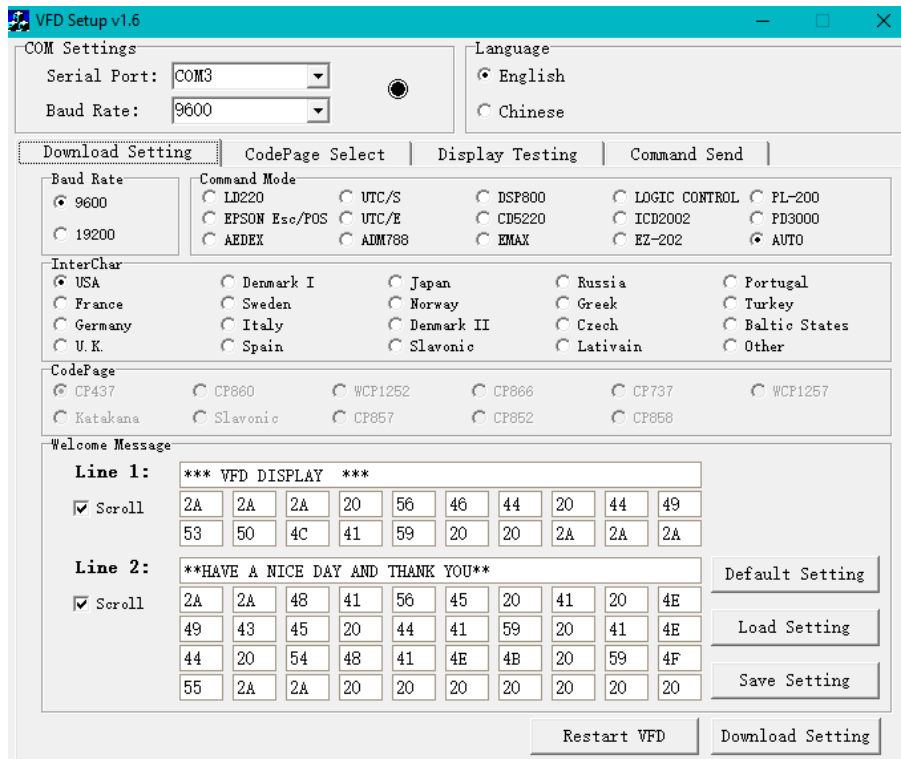 VFD Setup v1.6
COM Settings
Serial Port: COM3
Baud Rate: 9600
Language
English
Chinese
Download Setting CodePage Select Display Testing Command Send
Baud Rate
9600
19200
Command Mode
LD220 UTC/S DSP800 LOGIC CONTROL PL-200
EPSON Esc/POS UTC/E CD5220 ICD2002 PD3000
AEDEX ADM788 EMAX EZ-202 AUTO
InterChar
USA Denmark I Japan Russia Portugal
France Sweden Norway Greek Turkey
Germany Italy Denmark II Czech Baltic States
U.K. Spain Slavonic Lativain Other
CodePage
CP437 CP860 WCP1252 CP866 CP737 WCP1257
Katakana Slavonic CP857 CP852 CP858
Welcome Message
Line 1: *** VFD DISPLAY  ***
Scroll
2A 2A 2A 20 56 46 44 20 44 49
53 50 4C 41 59 20 20 2A 2A 2A
Line 2: **HAVE A NICE DAY AND THANK YOU**
Scroll
2A 2A 48 41 56 45 20 41 20 4E
49 43 45 20 44 41 59 20 41 4E
44 20 54 48 41 4E 4B 20 59 4F
55 2A 2A 20 20 20 20 20 20 20
Default Setting
Load Setting
Save Setting
Restart VFD Download Setting